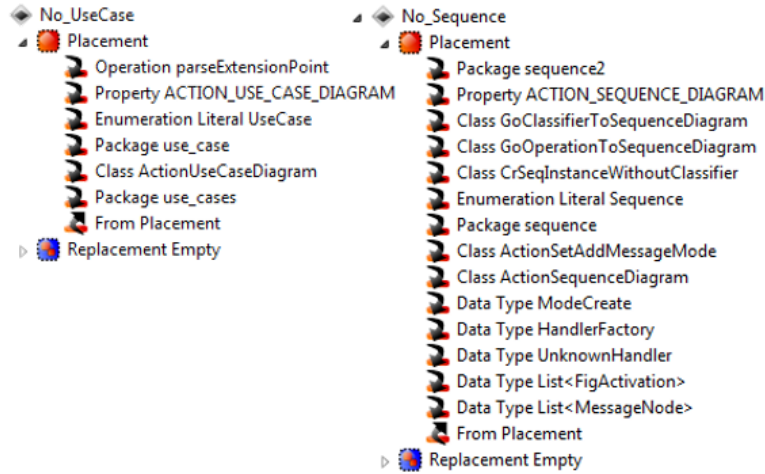 No_UseCase
Placement
Operation parseExtensionPoint
Property ACTION_USE_CASE_DIAGRAM
Enumeration Literal UseCase
Package use_case
Class ActionUseCaseDiagram
Package use_cases
From Placement
Replacement Empty
No_Sequence
Placement
Package sequence2
Property ACTION_SEQUENCE_DIAGRAM
Class GoClassifierToSequenceDiagram
Class GoOperationToSequenceDiagram
Class CrSeqInstanceWithoutClassifier
Enumeration Literal Sequence
Package sequence
Class ActionSetAddMessageMode
Class ActionSequenceDiagram
Data Type ModeCreate
Data Type HandlerFactory
Data Type UnknownHandler
Data Type List<FigActivation>
Data Type List<MessageNode>
From Placement
Replacement Empty